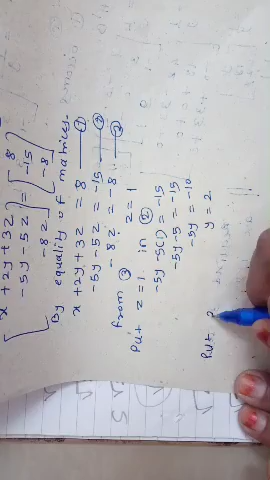 [ x + 2y + 3z ] = [ 8 ]
[ -5y - 5z ] [ -15 ]
[ -8z ] [ -8 ]
By equality of matrices.
x + 2y + 3z = 8 ——— ①
-5y - 5z = -15 — ②
-8z = -8 — ③
from ③ z = 1
Put z = 1 in ②
-5y - 5(1) = -15
-5y - 5 = -15
-5y = -10
y = 2.
Put